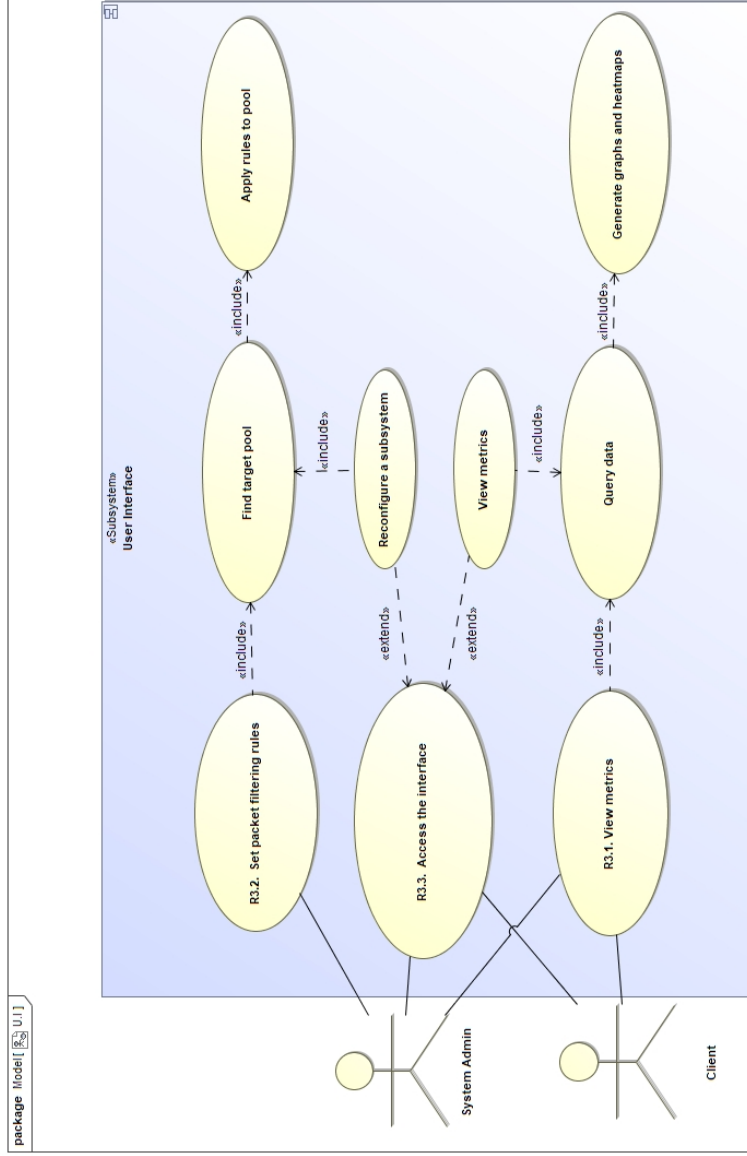 package Model[ U.I ]
«Subsystem»
User Interface
R3.2. Set packet filtering rules
«include»
Find target pool
«include»
Apply rules to pool
«include»
Reconfigure a subsystem
«extend»
R3.3. Access the interface
«extend»
View metrics
«include»
R3.1. View metrics
«include»
Query data
«include»
Generate graphs and heatmaps
System Admin
Client